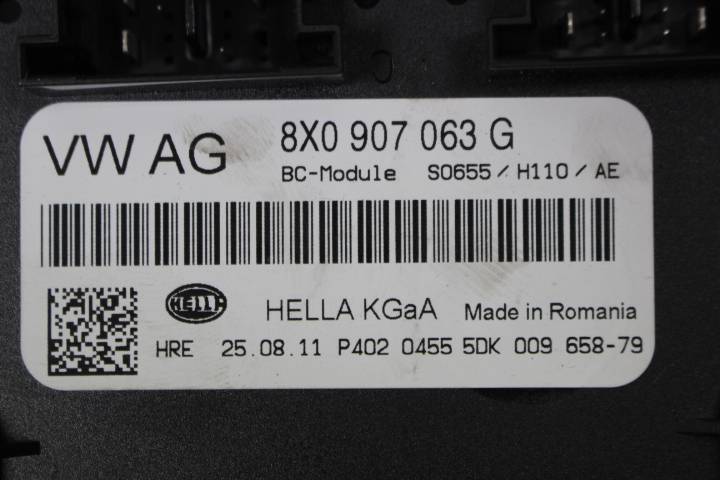 VW AG 8X0 907 063 G
BC-Module S0655/H110/AE
HELLA HELLA KGaA Made in Romania
HRE 25.08.11 P402 0455 5DK 009 658-79